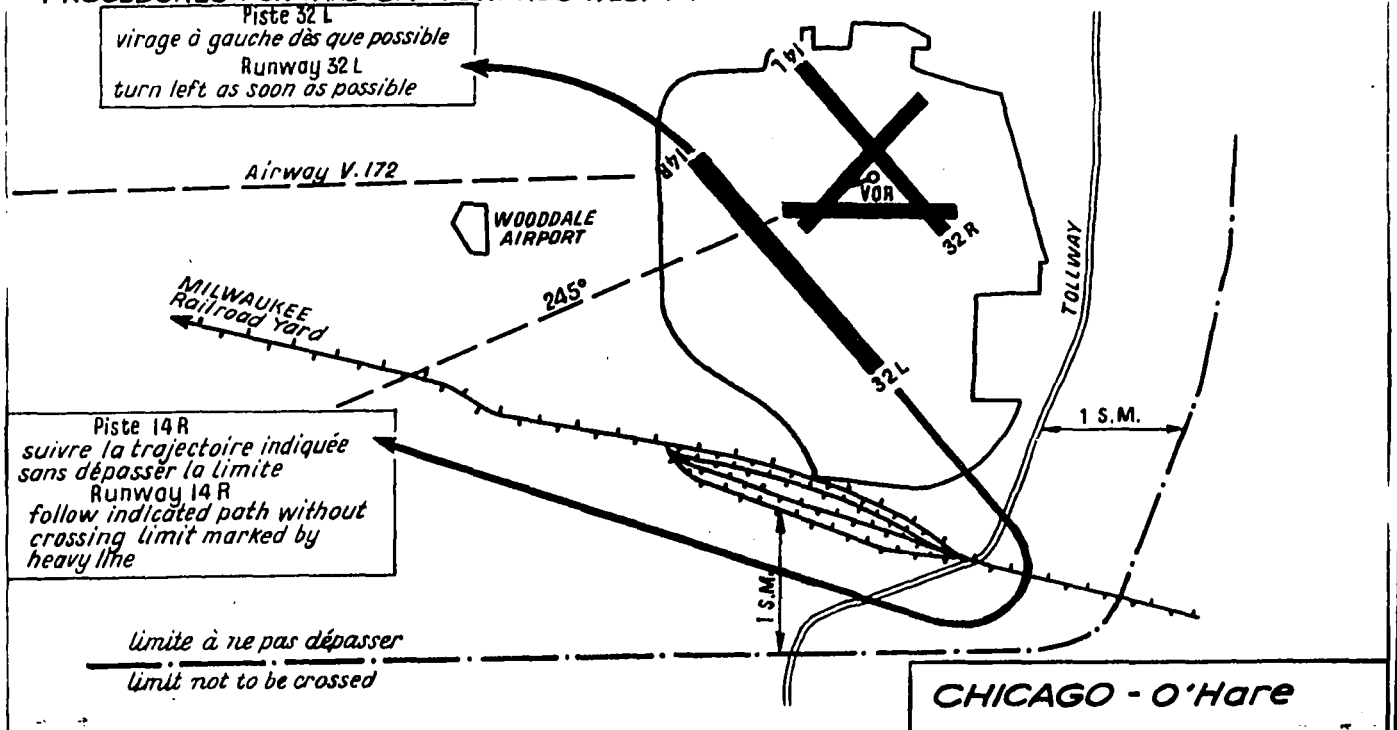 Piste 32 L
virage à gauche dès que possible
Runway 32 L
turn left as soon as possible
14L
Airway V.172
14R
VOR
WOODDALE
AIRPORT
32R
TOLLWAY
245°
MILWAUKEE
Railroad Yard
32L
1 S.M.
Piste 14 R
suivre la trajectoire indiquée
sans dépasser la limite
Runway 14 R
follow indicated path without
crossing limit marked by
heavy line
1 S.M.
limite à ne pas dépasser
limit not to be crossed
CHICAGO - O'Hare